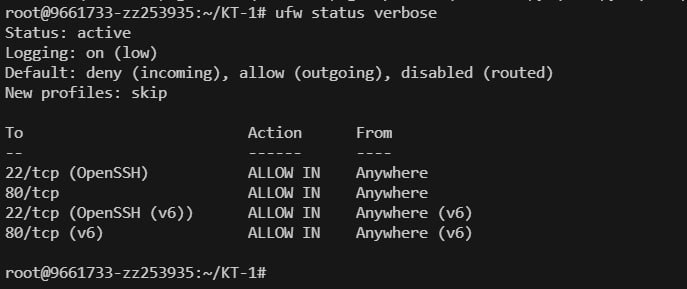 root@9661733-zz253935:~/KT-1# ufw status verbose
Status: active
Logging: on (low)
Default: deny (incoming), allow (outgoing), disabled (routed)
New profiles: skip

To                         Action      From
--                         ------      ----
22/tcp (OpenSSH)           ALLOW IN    Anywhere
80/tcp                     ALLOW IN    Anywhere
22/tcp (OpenSSH (v6))      ALLOW IN    Anywhere (v6)
80/tcp (v6)                ALLOW IN    Anywhere (v6)

root@9661733-zz253935:~/KT-1#